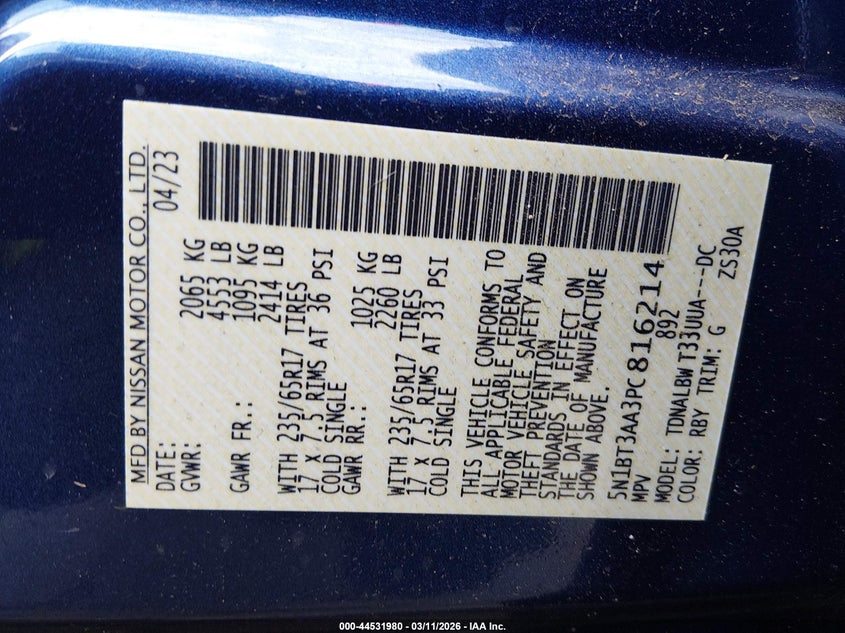 MFD BY NISSAN MOTOR CO., LTD.
DATE: 04/23
GVWR: 2065 KG
4553 LB
GAWR FR.: 1095 KG
2414 LB
WITH 235/65R17 TIRES
17 X 7.5 RIMS AT 36 PSI
COLD SINGLE
GAWR RR.: 1025 KG
2260 LB
WITH 235/65R17 TIRES
17 X 7.5 RIMS AT 33 PSI
COLD SINGLE
THIS VEHICLE CONFORMS TO
ALL APPLICABLE FEDERAL
MOTOR VEHICLE SAFETY AND
THEFT PREVENTION
STANDARDS IN EFFECT ON
THE DATE OF MANUFACTURE
SHOWN ABOVE.
5N1BT3AA3PC816214
MPV 892
MODEL: TDNALBW T33UUA---DC
COLOR: RBY TRIM: G ZS30A
000-44531980 - 03/11/2026 - IAA Inc.